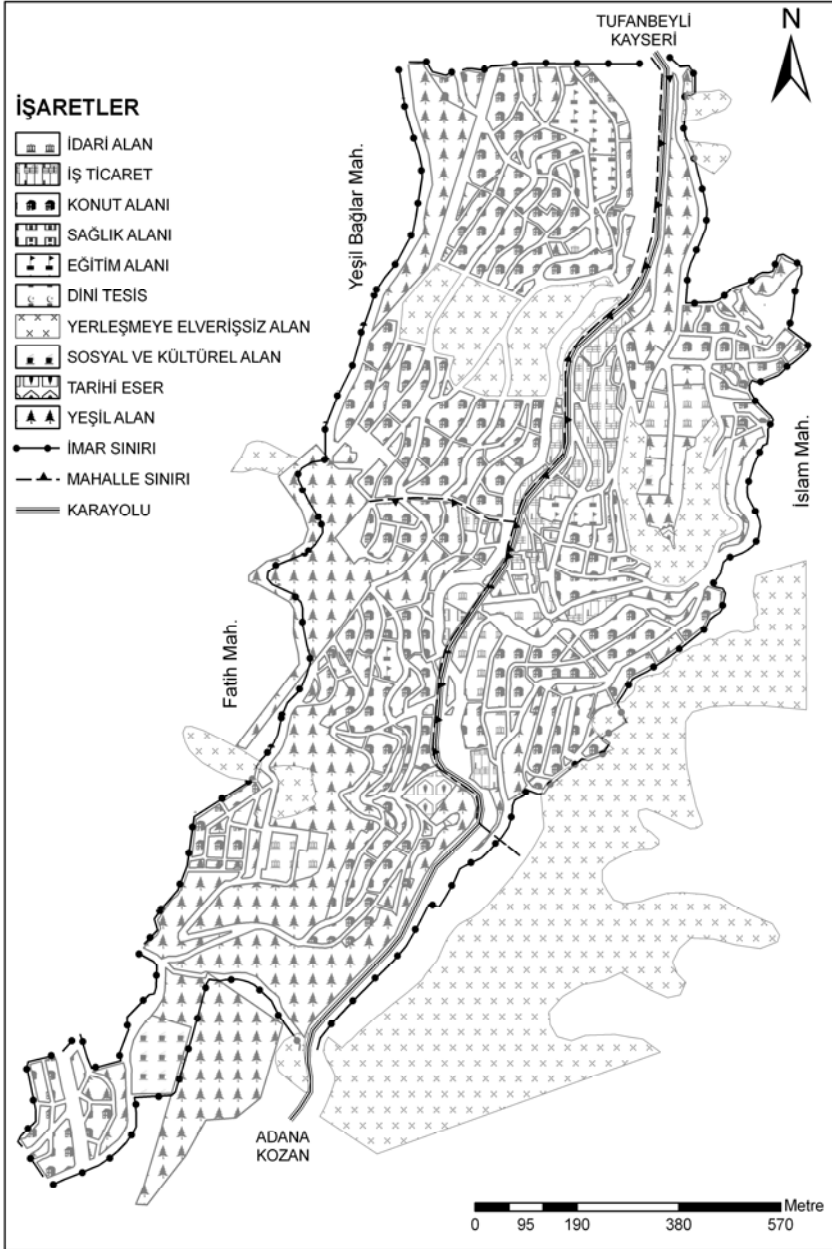 TUFANBEYLİ
KAYSERİ
N
İŞARETLER
İDARİ ALAN
İŞ TİCARET
KONUT ALANI
SAĞLIK ALANI
EĞİTİM ALANI
DİNİ TESİS
YERLEŞMEYE ELVERİŞSİZ ALAN
SOSYAL VE KÜLTÜREL ALAN
TARİHİ ESER
YEŞİL ALAN
İMAR SINIRI
MAHALLE SINIRI
KARAYOLU
Yeşil Bağlar Mah.
İslam Mah.
Fatih Mah.
ADANA
KOZAN
Metre
0 95 190 380 570